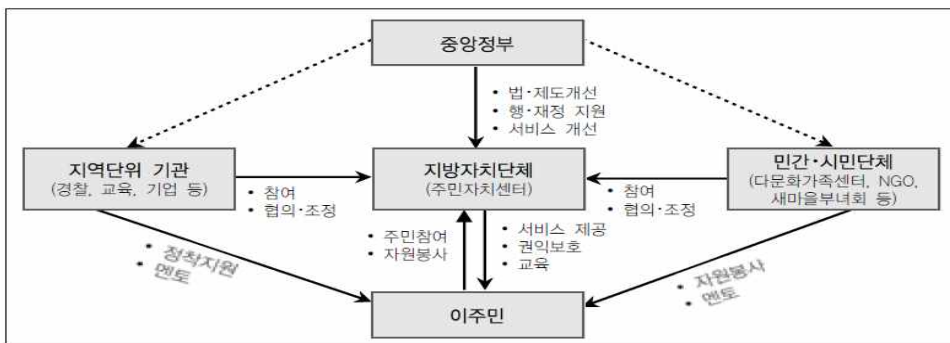 중앙정부
• 법·제도개선
• 행·재정 지원
• 서비스 개선
지역단위 기관
(경찰, 교육, 기업 등)
• 참여
• 협의·조정
지방자치단체
(주민자치센터)
• 참여
• 협의·조정
민간·시민단체
(다문화가족센터, NGO,
새마을부녀회 등)
• 정착지원
• 멘토
• 주민참여
• 자원봉사
• 서비스 제공
• 권익보호
• 교육
• 자원봉사
• 멘토
이주민